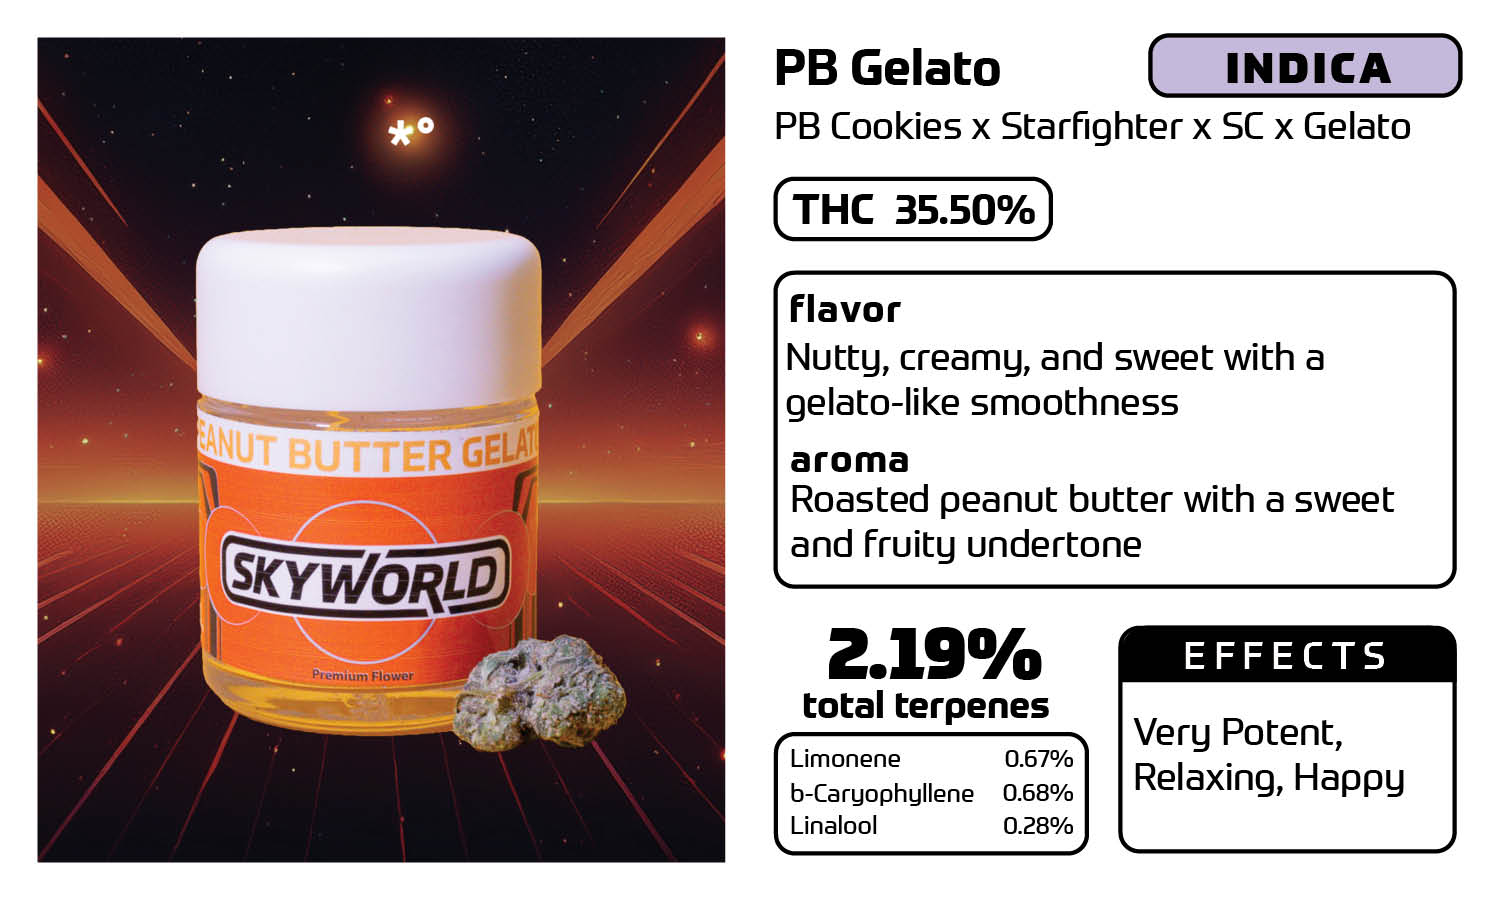 *°
EANUT BUTTER GELAT
SKYWORLD
Premium Flower
PB Gelato
INDICA
PB Cookies x Starfighter x SC x Gelato
THC 35.50%
flavor
Nutty, creamy, and sweet with a
gelato-like smoothness
aroma
Roasted peanut butter with a sweet
and fruity undertone
2.19%
total terpenes
Limonene 0.67%
b-Caryophyllene 0.68%
Linalool 0.28%
EFFECTS
Very Potent,
Relaxing, Happy